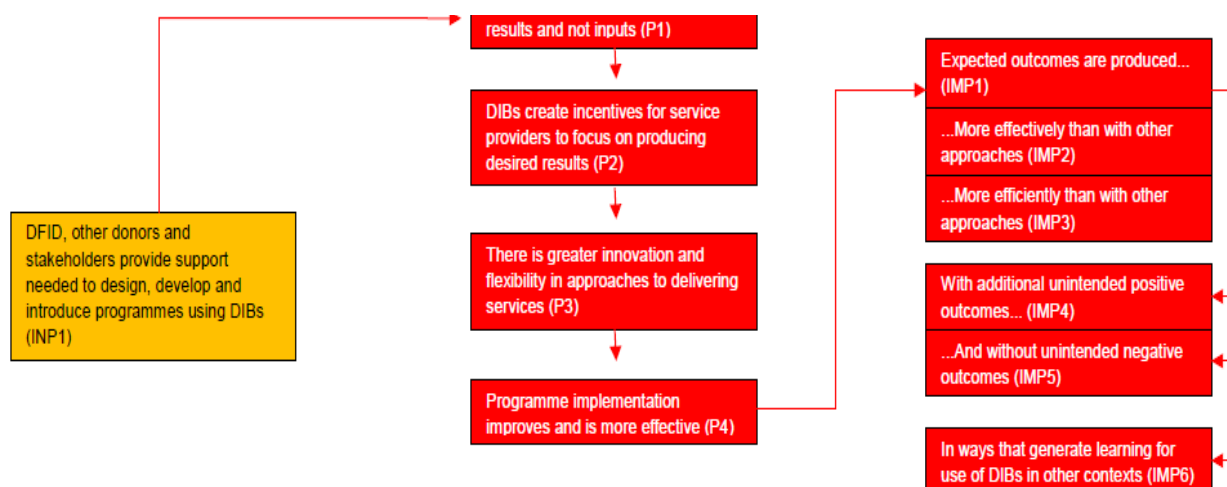 DFID, other donors and
stakeholders provide support
needed to design, develop and
introduce programmes using DIBs
(INP1)
results and not inputs (P1)
DIBs create incentives for service
providers to focus on producing
desired results (P2)
There is greater innovation and
flexibility in approaches to delivering
services (P3)
Programme implementation
improves and is more effective (P4)
Expected outcomes are produced...
(IMP1)
...More effectively than with other
approaches (IMP2)
...More efficiently than with other
approaches (IMP3)
With additional unintended positive
outcomes... (IMP4)
...And without unintended negative
outcomes (IMP5)
In ways that generate learning for
use of DIBs in other contexts (IMP6)